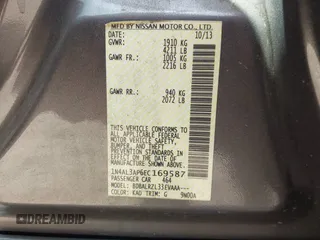 MFD BY NISSAN MOTOR CO., LTD.
DATE: 10/13
GVWR: 1910 KG
4211 LB
GAWR FR: 1005 KG
2216 LB
GAWR RR: 940 KG
2072 LB
THIS VEHICLE CONFORMS TO ALL
APPLICABLE FEDERAL MOTOR
VEHICLE SAFETY, BUMPER,
AND THEFT PREVENTION
STANDARDS IN EFFECT ON THE
DATE OF MANUFACTURE
SHOWN ABOVE.
1N4AL3AP6EC169587
PASSENGER CAR 464
MODEL: BDBALRZL33EVAAA---
COLOR: KAD TRIM: G 9W00A
DREAMBID